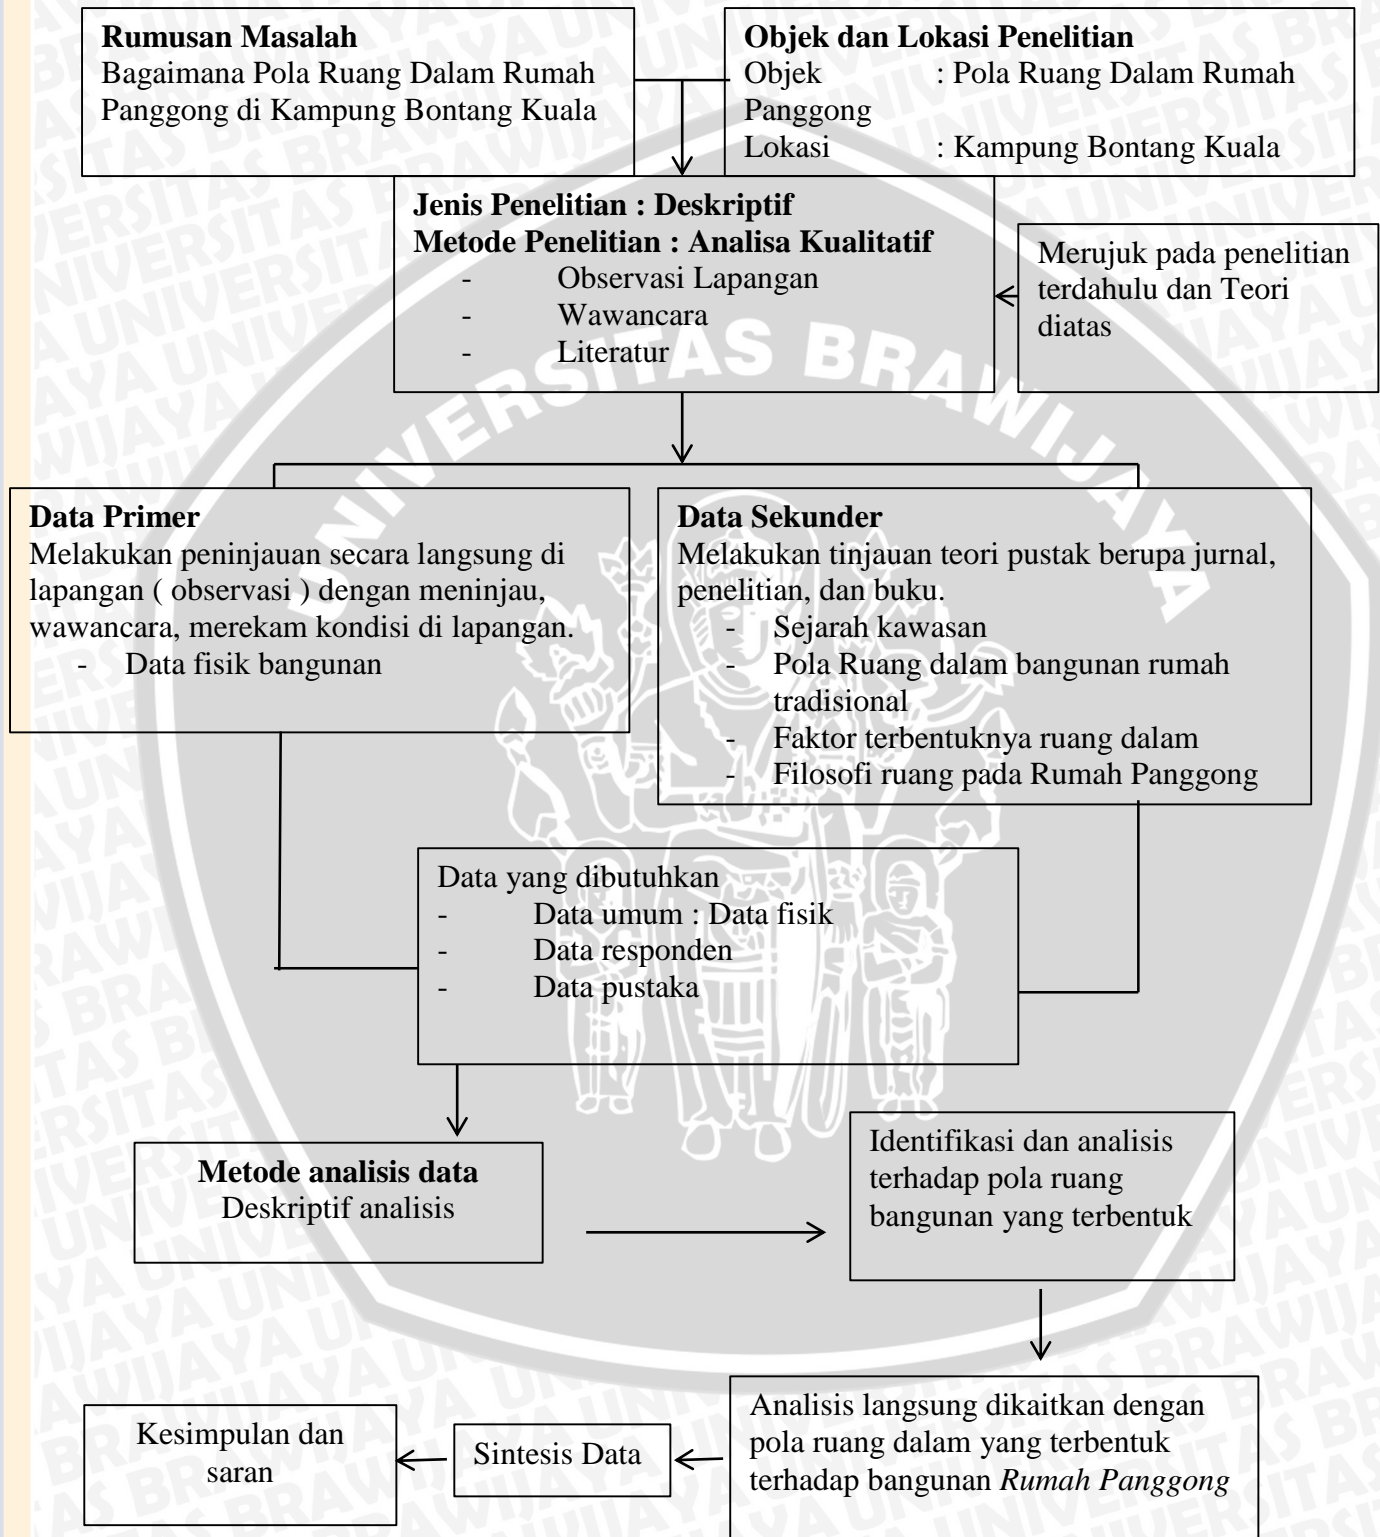 Rumusan Masalah
Bagaimana Pola Ruang Dalam Rumah
Panggong di Kampung Bontang Kuala
Objek dan Lokasi Penelitian
Objek : Pola Ruang Dalam Rumah
Panggong
Lokasi : Kampung Bontang Kuala
Jenis Penelitian : Deskriptif
Metode Penelitian : Analisa Kualitatif
- Observasi Lapangan
- Wawancara
- Literatur
Merujuk pada penelitian
terdahulu dan Teori
diatas
UNIVERSITAS BRAWIJAYA
Data Primer
Melakukan peninjauan secara langsung di
lapangan ( observasi ) dengan meninjau,
wawancara, merekam kondisi di lapangan.
- Data fisik bangunan
Data Sekunder
Melakukan tinjauan teori pustak berupa jurnal,
penelitian, dan buku.
- Sejarah kawasan
- Pola Ruang dalam bangunan rumah
tradisional
- Faktor terbentuknya ruang dalam
- Filosofi ruang pada Rumah Panggong
Data yang dibutuhkan
- Data umum : Data fisik
- Data responden
- Data pustaka
Metode analisis data
Deskriptif analisis
Identifikasi dan analisis
terhadap pola ruang
bangunan yang terbentuk
Analisis langsung dikaitkan dengan
pola ruang dalam yang terbentuk
terhadap bangunan Rumah Panggong
Sintesis Data
Kesimpulan dan
saran